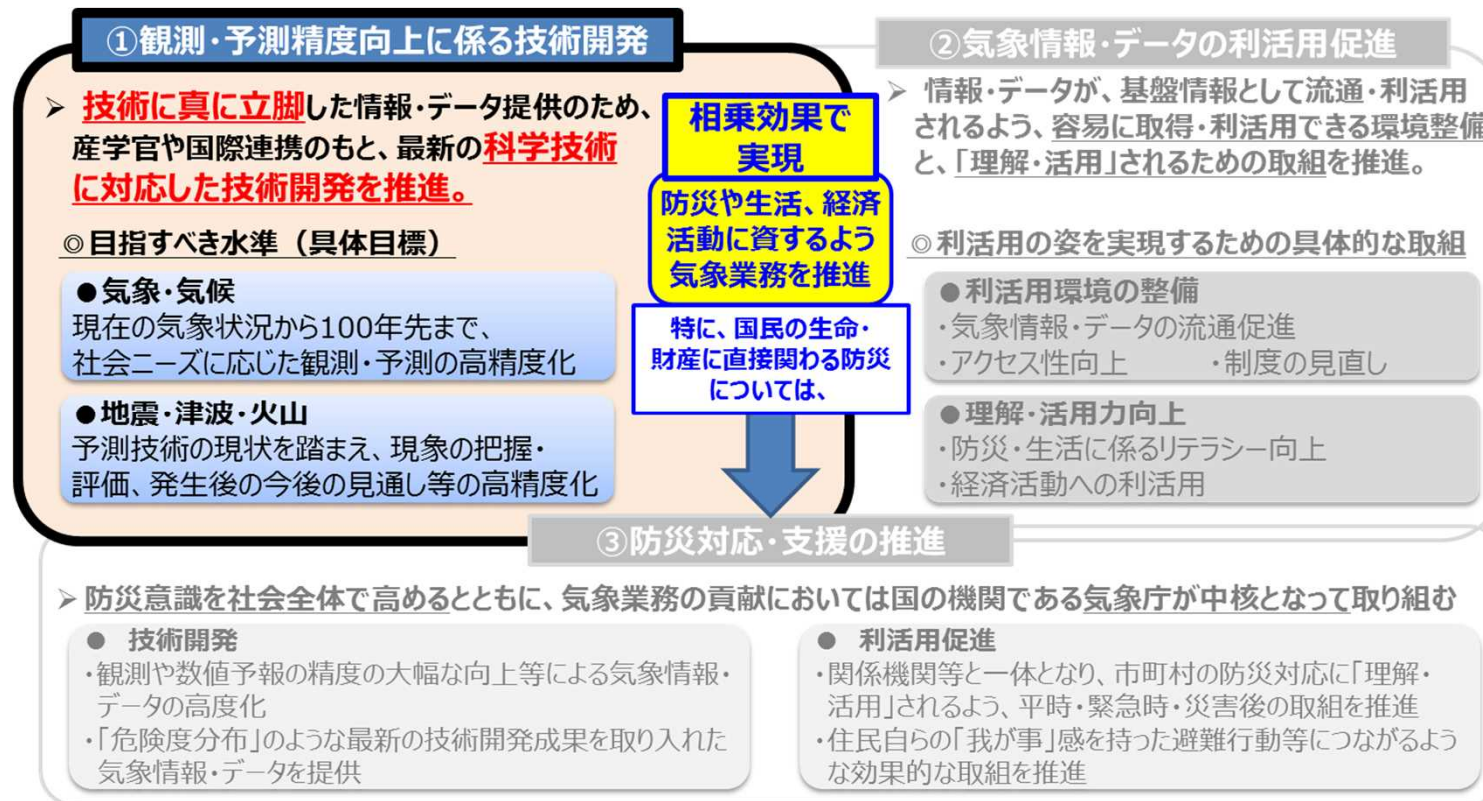 ①観測・予測精度向上に係る技術開発
➢ 技術に真に立脚した情報・データ提供のため、
産学官や国際連携のもと、最新の科学技術
に対応した技術開発を推進。
◎目指すべき水準（具体目標）
●気象・気候
現在の気象状況から100年先まで、
社会ニーズに応じた観測・予測の高精度化
●地震・津波・火山
予測技術の現状を踏まえ、現象の把握・
評価、発生後の今後の見通し等の高精度化
相乗効果で
実現
防災や生活、経済
活動に資するよう
気象業務を推進
特に、国民の生命・
財産に直接関わる防災
については、
②気象情報・データの利活用促進
➢ 情報・データが、基盤情報として流通・利活用
されるよう、容易に取得・利活用できる環境整備
と、「理解・活用」されるための取組を推進。
◎利活用の姿を実現するための具体的な取組
●利活用環境の整備
・気象情報・データの流通促進
・アクセス性向上 ・制度の見直し
●理解・活用力向上
・防災・生活に係るリテラシー向上
・経済活動への利活用
③防災対応・支援の推進
➢ 防災意識を社会全体で高めるとともに、気象業務の貢献においては国の機関である気象庁が中核となって取り組む
● 技術開発
・観測や数値予報の精度の大幅な向上等による気象情報・
データの高度化
・「危険度分布」のような最新の技術開発成果を取り入れた
気象情報・データを提供
● 利活用促進
・関係機関等と一体となり、市町村の防災対応に「理解・
活用」されるよう、平時・緊急時・災害後の取組を推進
・住民自らの「我が事」感を持った避難行動等につながるよう
な効果的な取組を推進